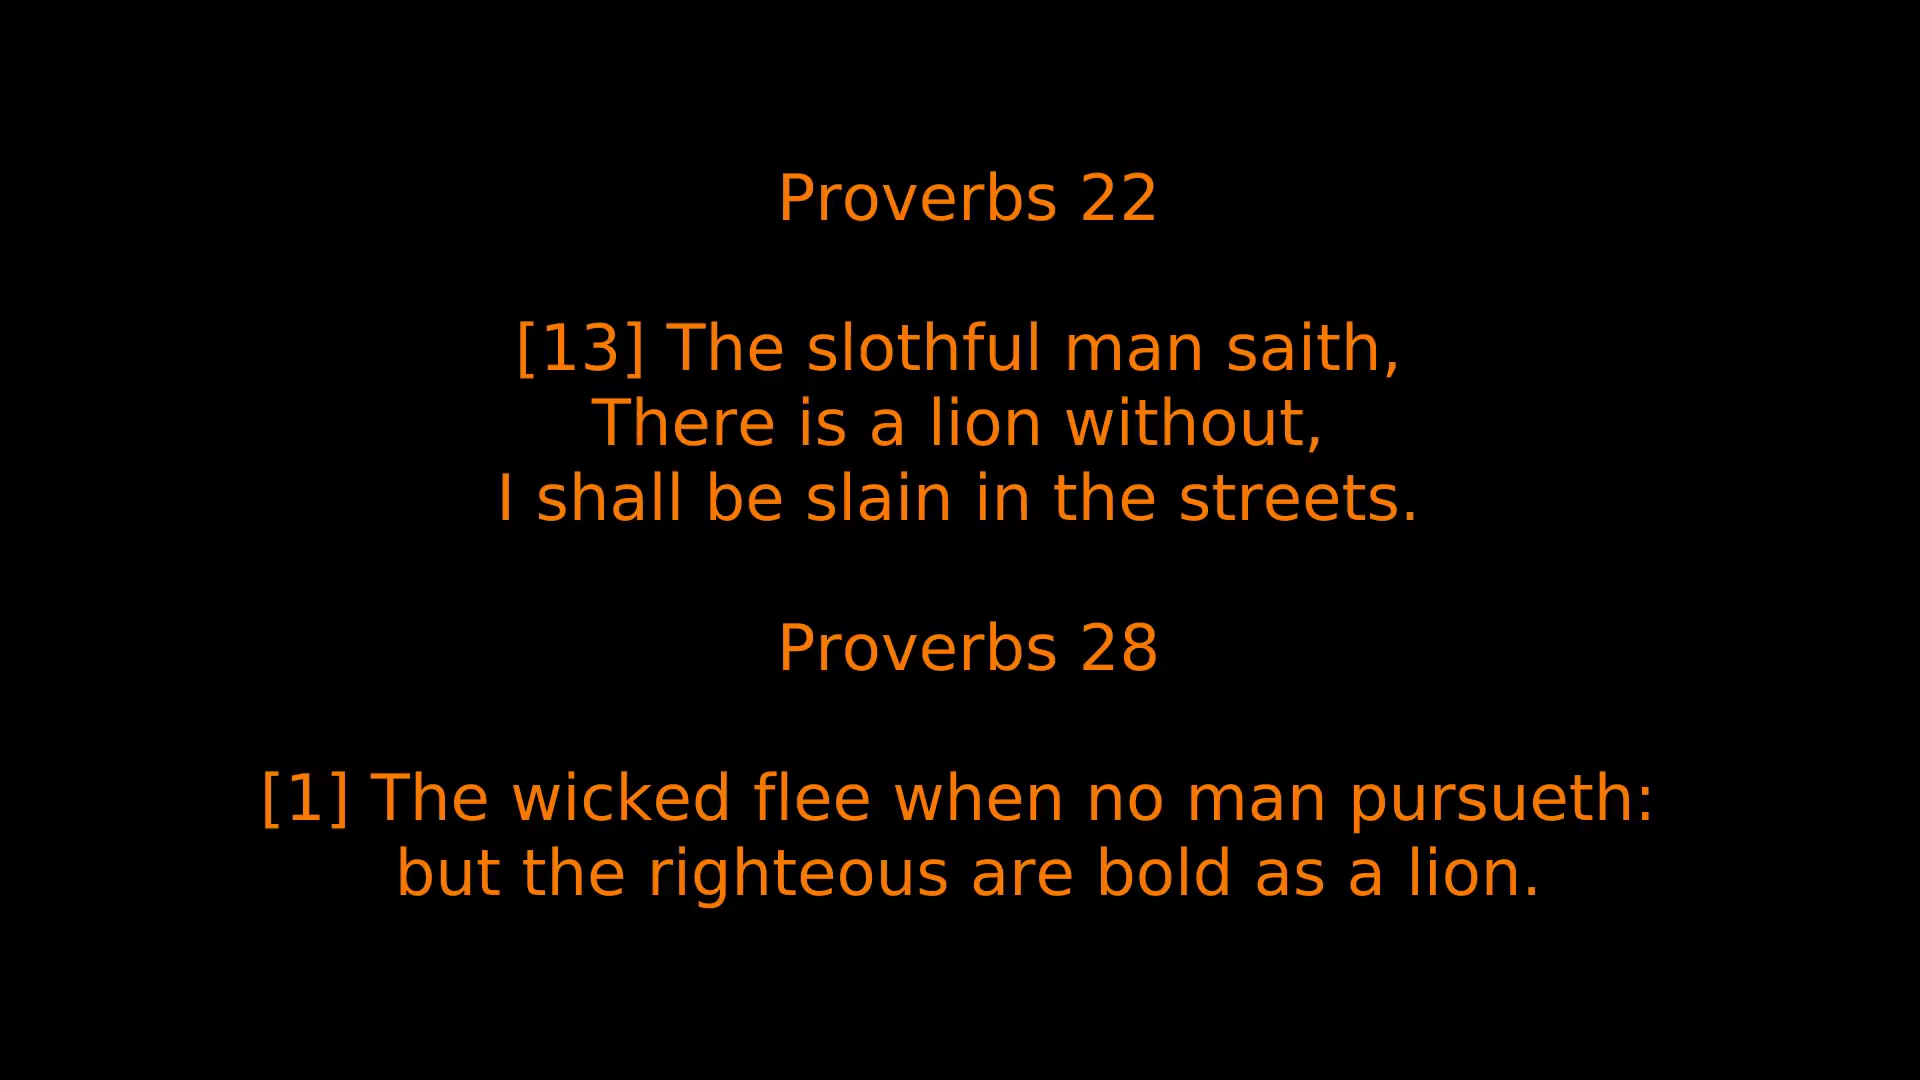 Proverbs 22
[13] The slothful man saith,
There is a lion without,
I shall be slain in the streets.
Proverbs 28
[1] The wicked flee when no man pursueth:
but the righteous are bold as a lion.